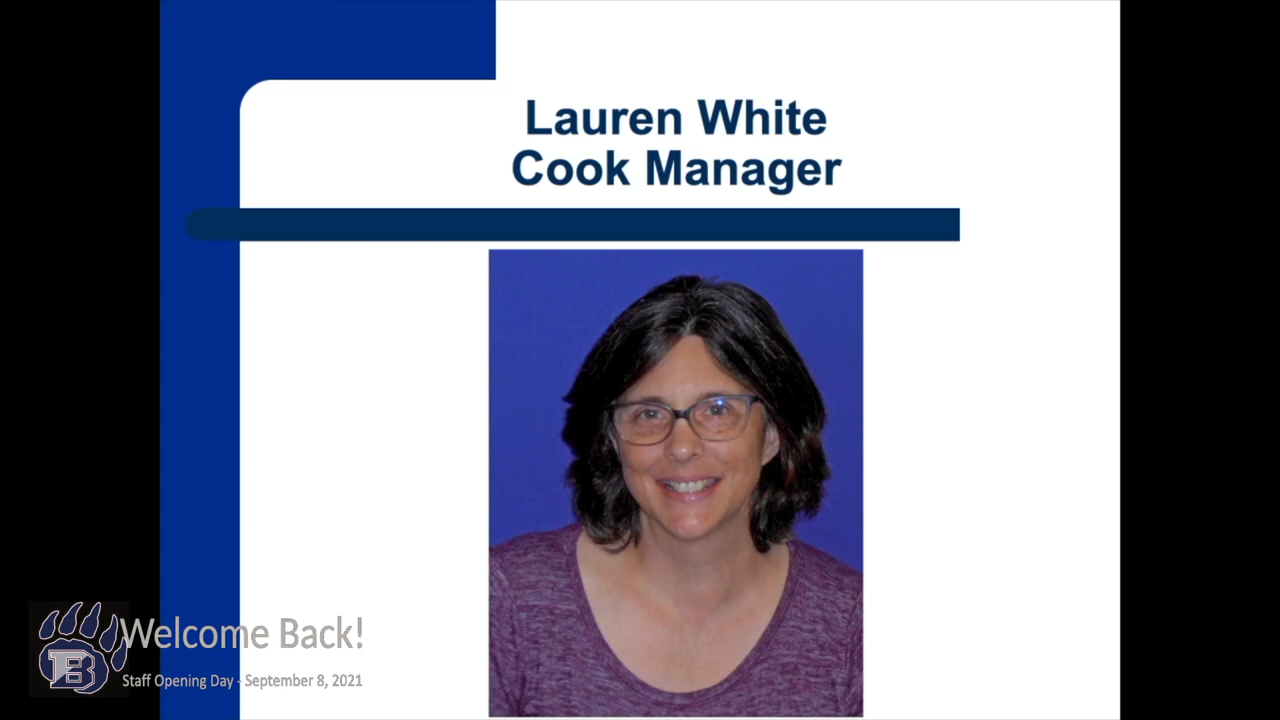 Lauren White
Cook Manager
B
Welcome Back!
Staff Opening Day - September 8, 2021